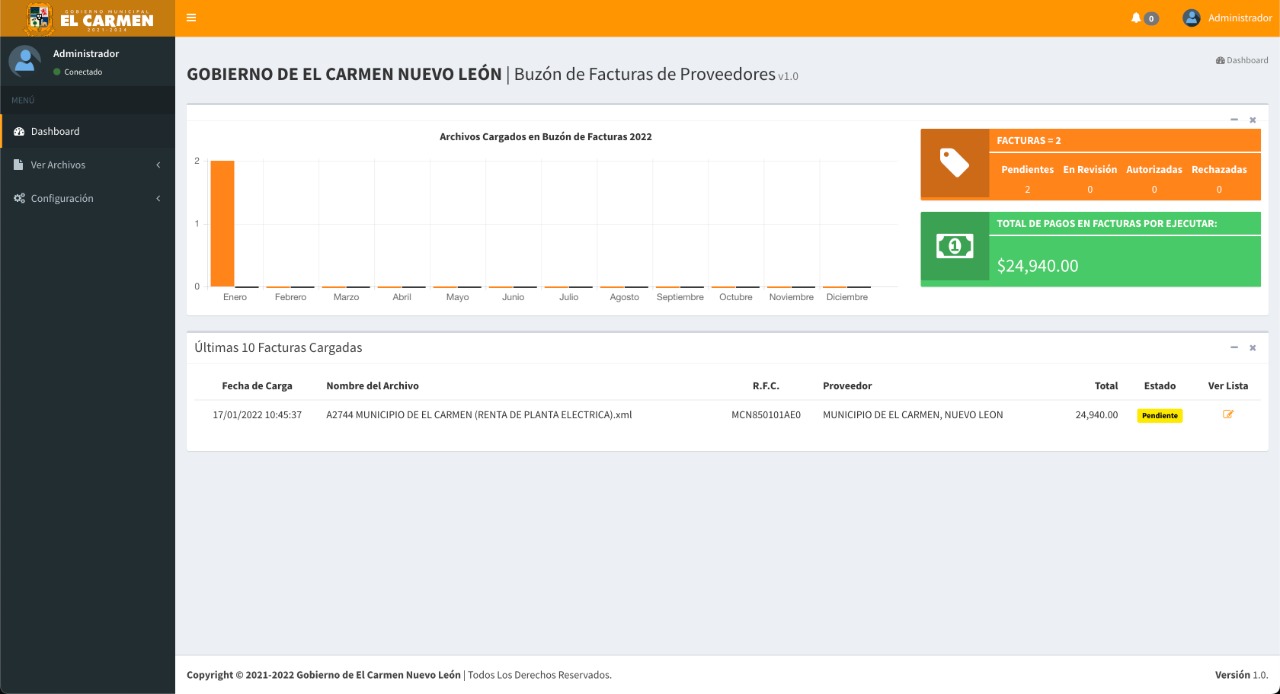 GOBIERNO MUNICIPAL
EL CARMEN
2021-2024
0
Administrador
Administrador
Conectado
MENÚ
Dashboard
Ver Archivos
Configuración
GOBIERNO DE EL CARMEN NUEVO LEÓN | Buzón de Facturas de Proveedores v1.0
Dashboard
Archivos Cargados en Buzón de Facturas 2022
2
1
0
Enero Febrero Marzo Abril Mayo Junio Julio Agosto Septiembre Octubre Noviembre Diciembre
FACTURAS = 2
Pendientes En Revisión Autorizadas Rechazadas
2 0 0 0
TOTAL DE PAGOS EN FACTURAS POR EJECUTAR:
$24,940.00
Últimas 10 Facturas Cargadas
Fecha de Carga Nombre del Archivo R.F.C. Proveedor Total Estado Ver Lista
17/01/2022 10:45:37 A2744 MUNICIPIO DE EL CARMEN (RENTA DE PLANTA ELECTRICA).xml MCN850101AE0 MUNICIPIO DE EL CARMEN, NUEVO LEON 24,940.00 Pendiente
Copyright © 2021-2022 Gobierno de El Carmen Nuevo León | Todos Los Derechos Reservados.
Versión 1.0.